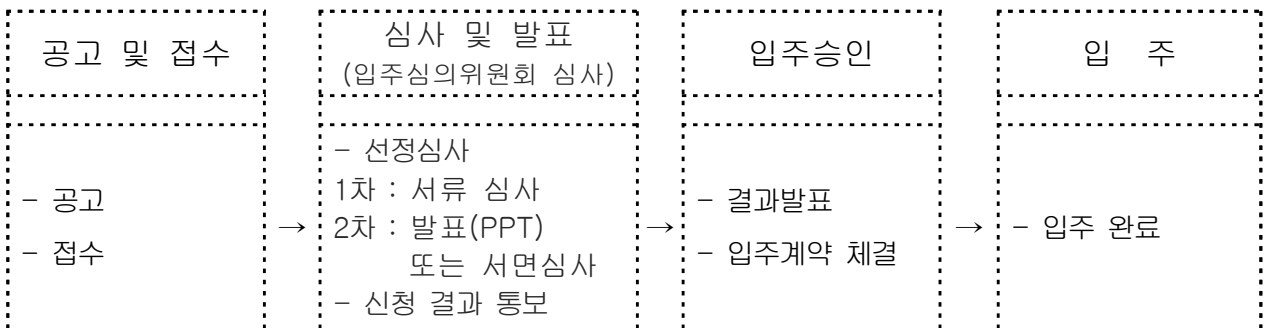 공고 및 접수
심사 및 발표
(입주심의위원회 심사)
입주승인
입 주
- 공고
- 접수
→
- 선정심사
1차 : 서류 심사
2차 : 발표(PPT)
또는 서면심사
- 신청 결과 통보
→
- 결과발표
- 입주계약 체결
→
- 입주 완료